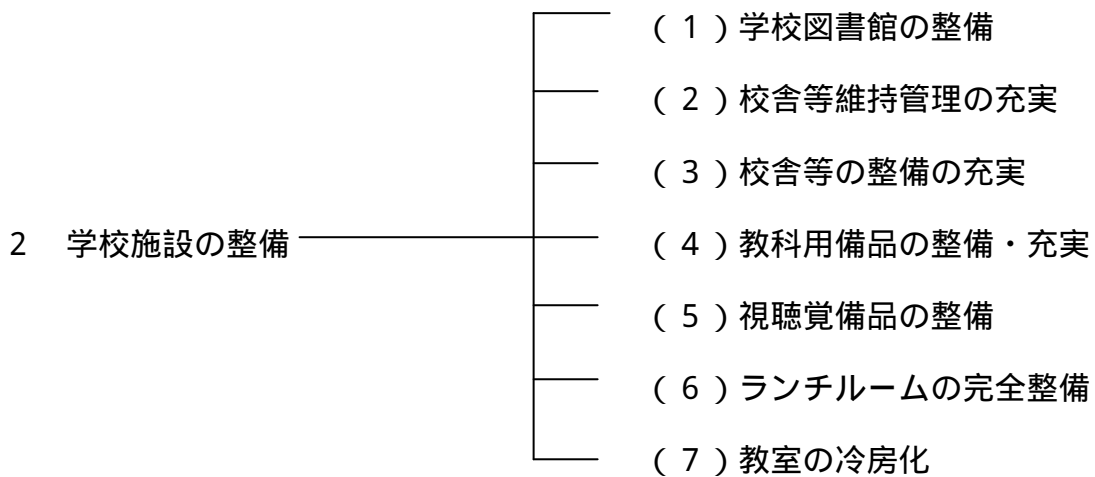 2　学校施設の整備
（1）学校図書館の整備
（2）校舎等維持管理の充実
（3）校舎等の整備の充実
（4）教科用備品の整備・充実
（5）視聴覚備品の整備
（6）ランチルームの完全整備
（7）教室の冷房化